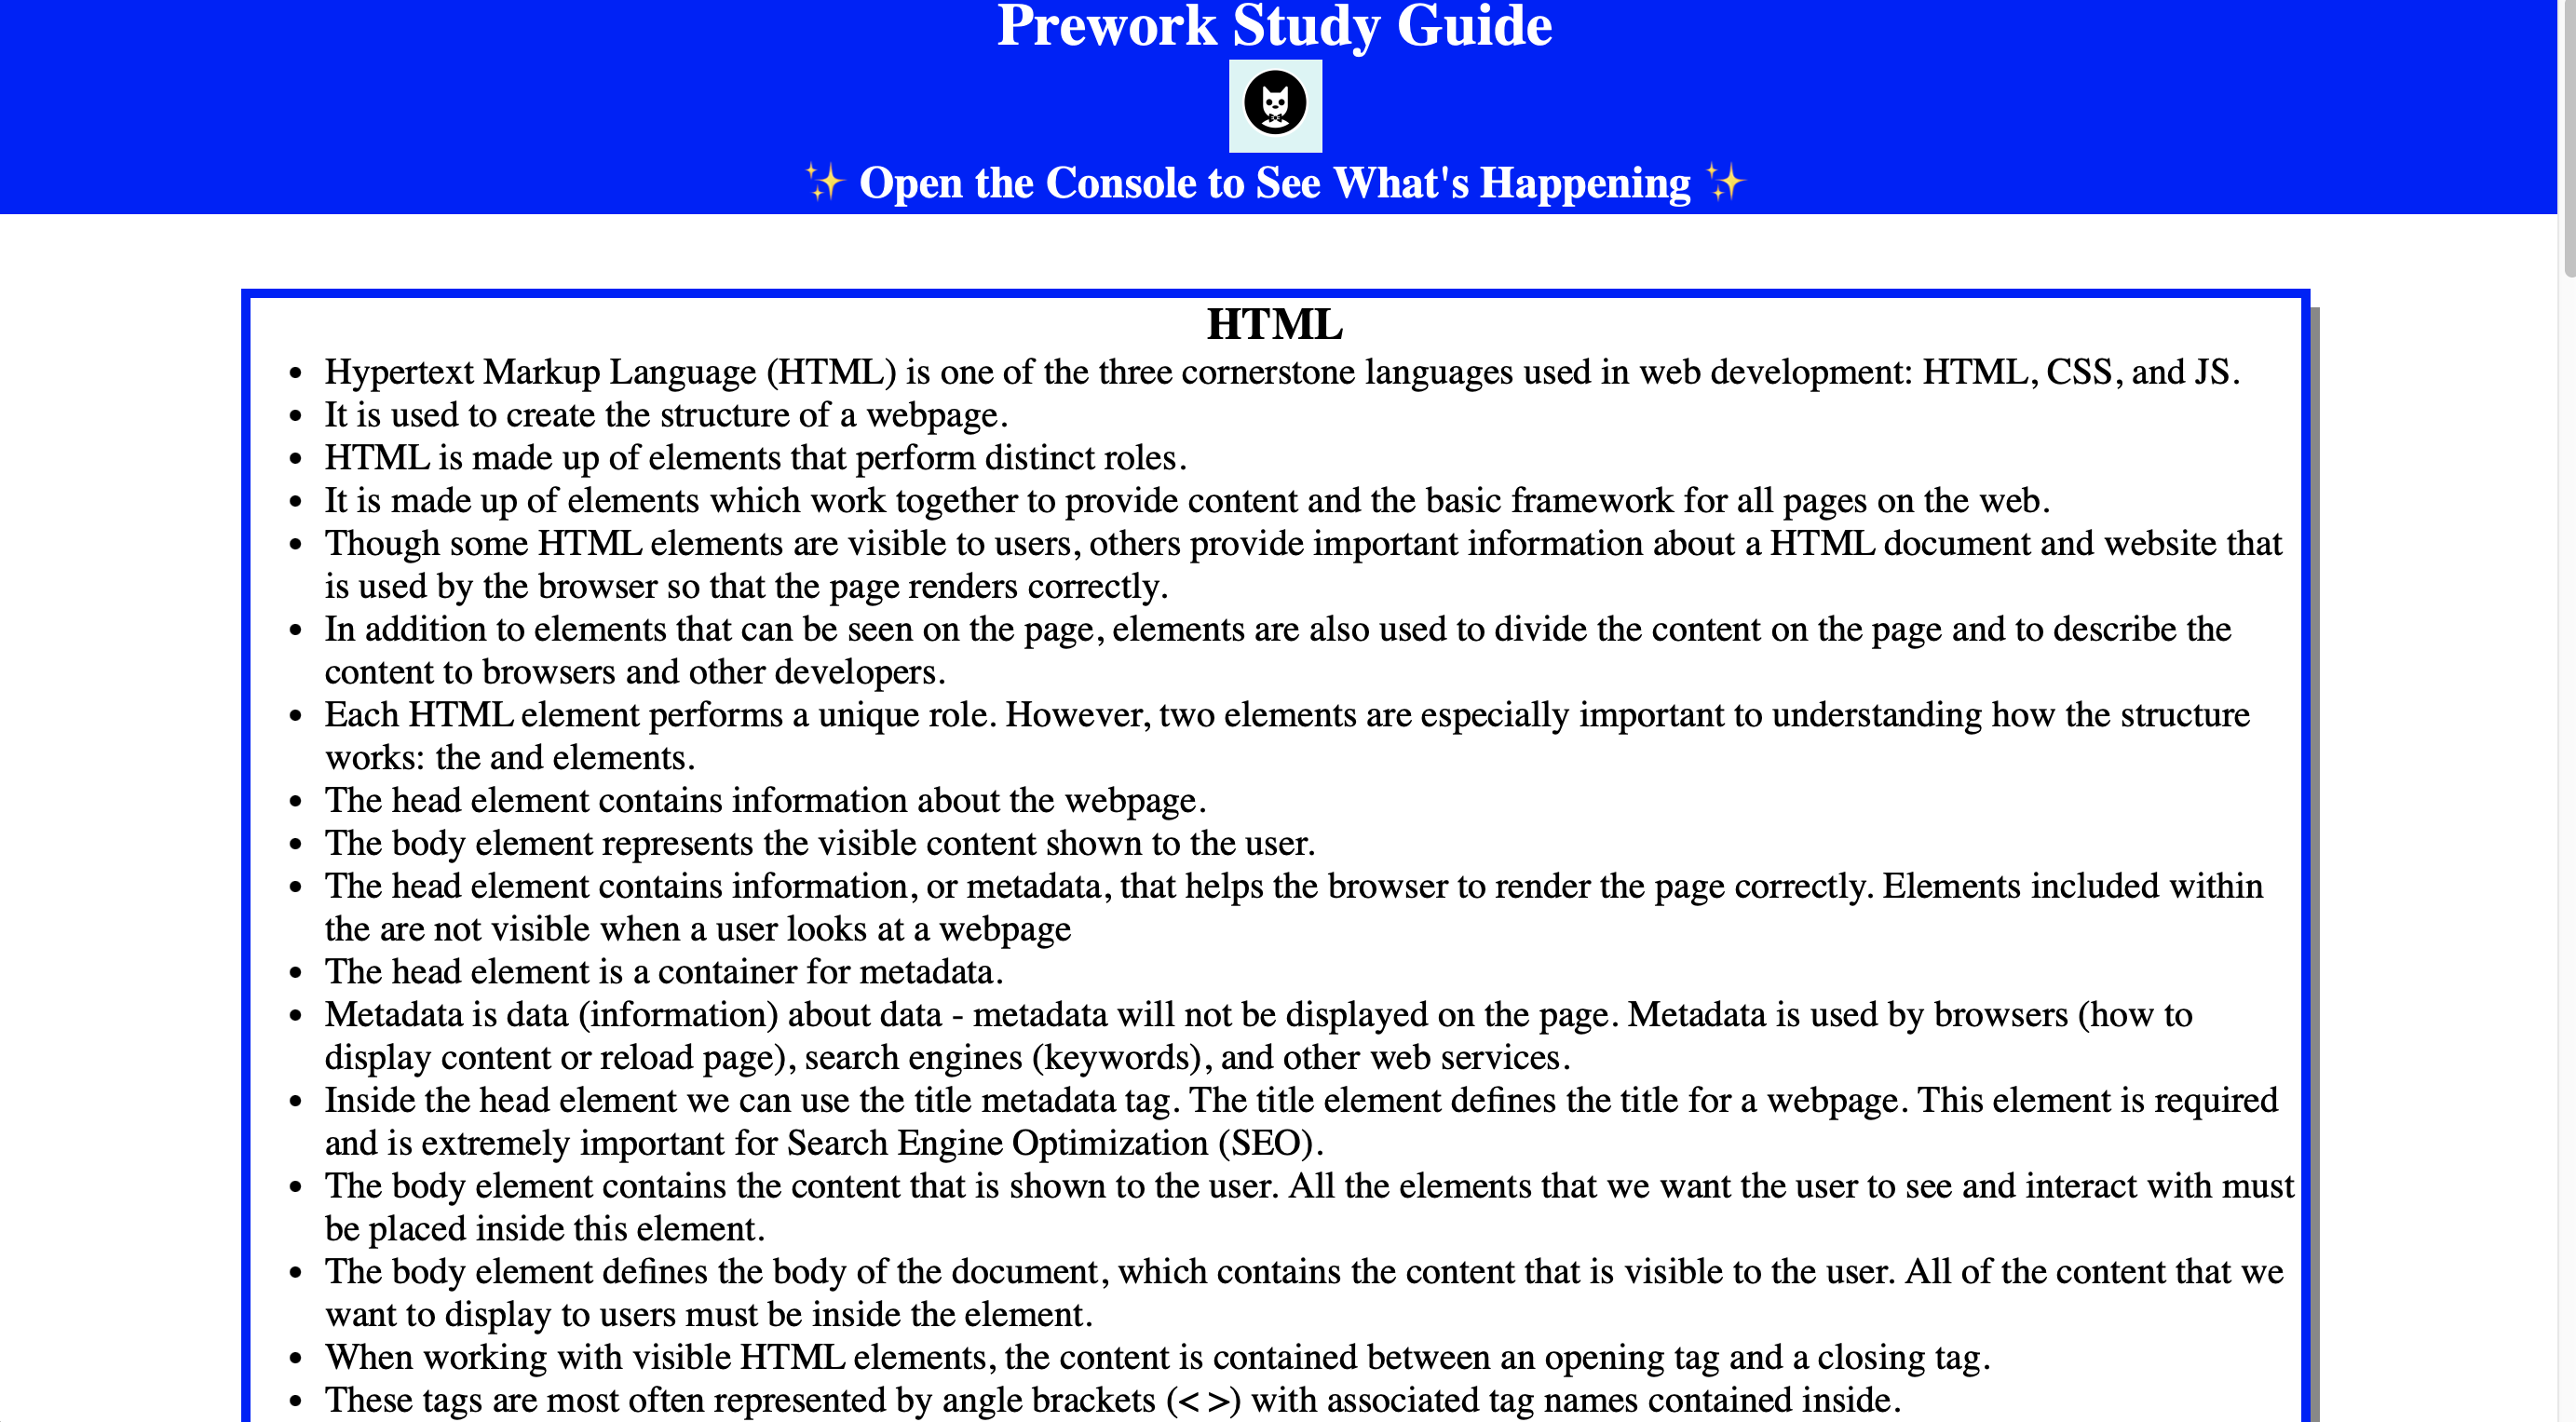 Prework Study Guide
✨ Open the Console to See What's Happening ✨
HTML
• Hypertext Markup Language (HTML) is one of the three cornerstone languages used in web development: HTML, CSS, and JS.
• It is used to create the structure of a webpage.
• HTML is made up of elements that perform distinct roles.
• It is made up of elements which work together to provide content and the basic framework for all pages on the web.
• Though some HTML elements are visible to users, others provide important information about a HTML document and website that
is used by the browser so that the page renders correctly.
• In addition to elements that can be seen on the page, elements are also used to divide the content on the page and to describe the
content to browsers and other developers.
• Each HTML element performs a unique role. However, two elements are especially important to understanding how the structure
works: the and elements.
• The head element contains information about the webpage.
• The body element represents the visible content shown to the user.
• The head element contains information, or metadata, that helps the browser to render the page correctly. Elements included within
the are not visible when a user looks at a webpage
• The head element is a container for metadata.
• Metadata is data (information) about data - metadata will not be displayed on the page. Metadata is used by browsers (how to
display content or reload page), search engines (keywords), and other web services.
• Inside the head element we can use the title metadata tag. The title element defines the title for a webpage. This element is required
and is extremely important for Search Engine Optimization (SEO).
• The body element contains the content that is shown to the user. All the elements that we want the user to see and interact with must
be placed inside this element.
• The body element defines the body of the document, which contains the content that is visible to the user. All of the content that we
want to display to users must be inside the element.
• When working with visible HTML elements, the content is contained between an opening tag and a closing tag.
• These tags are most often represented by angle brackets (< >) with associated tag names contained inside.